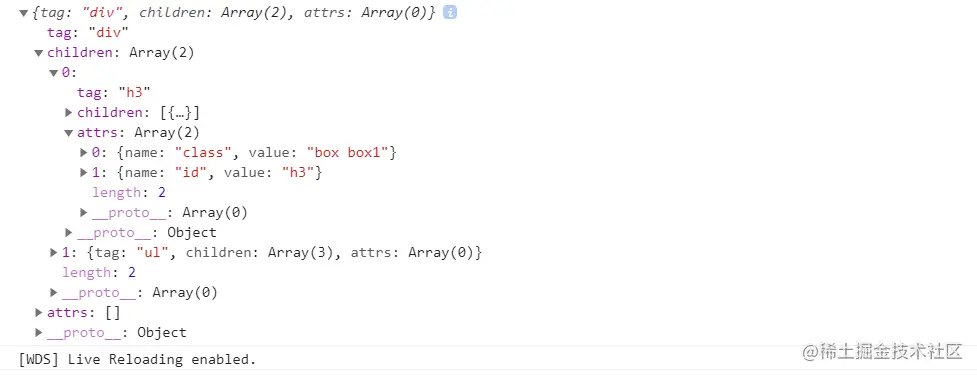 ▼{tag: "div", children: Array(2), attrs: Array(0)} i
tag: "div"
▼children: Array(2)
▼0:
tag: "h3"
▶children: [{…}]
▼attrs: Array(2)
▶0: {name: "class", value: "box box1"}
▶1: {name: "id", value: "h3"}
length: 2
▶__proto__: Array(0)
▶__proto__: Object
▶1: {tag: "ul", children: Array(3), attrs: Array(0)}
length: 2
▶__proto__: Array(0)
▶attrs: []
▶__proto__: Object
[WDS] Live Reloading enabled.
@稀土掘金技术社区